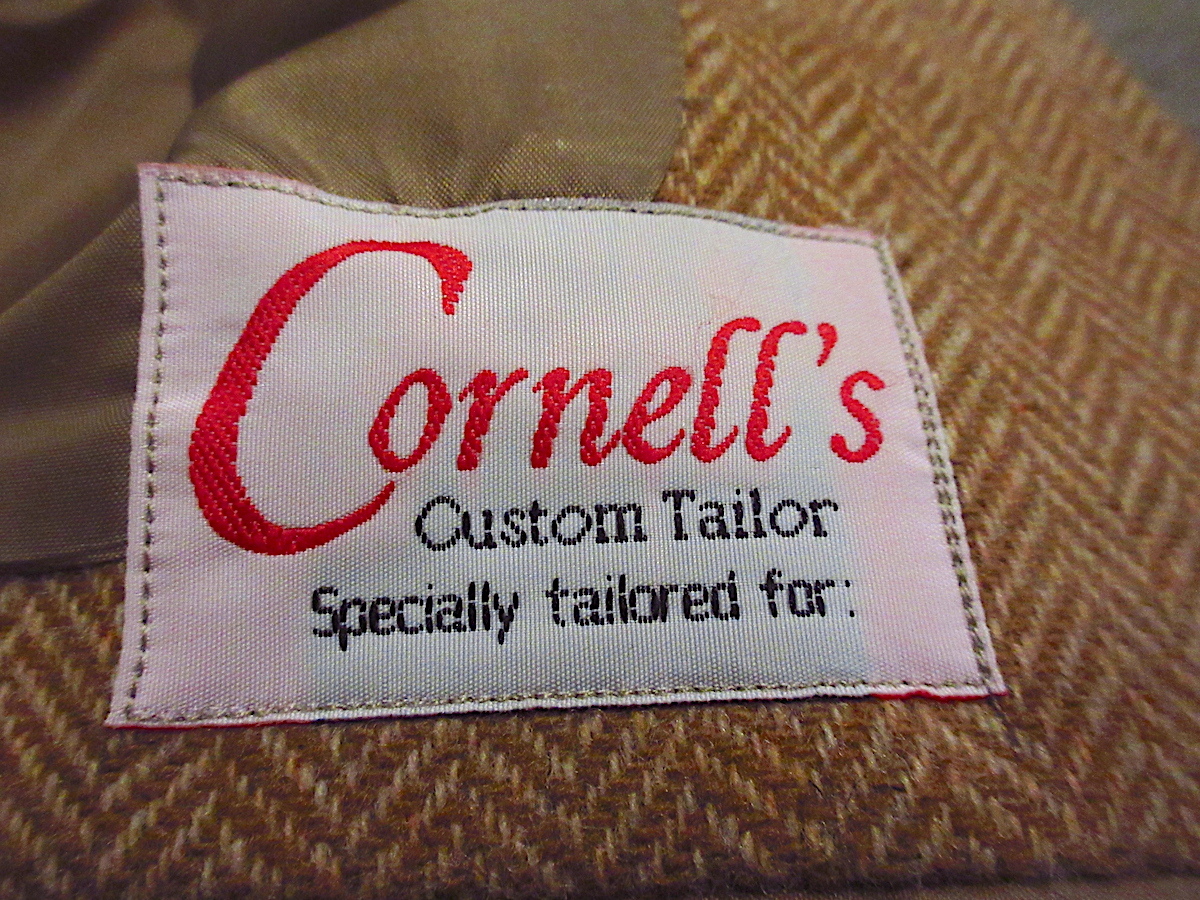 Cornell's
Custom Tailor
Specially tailored for: